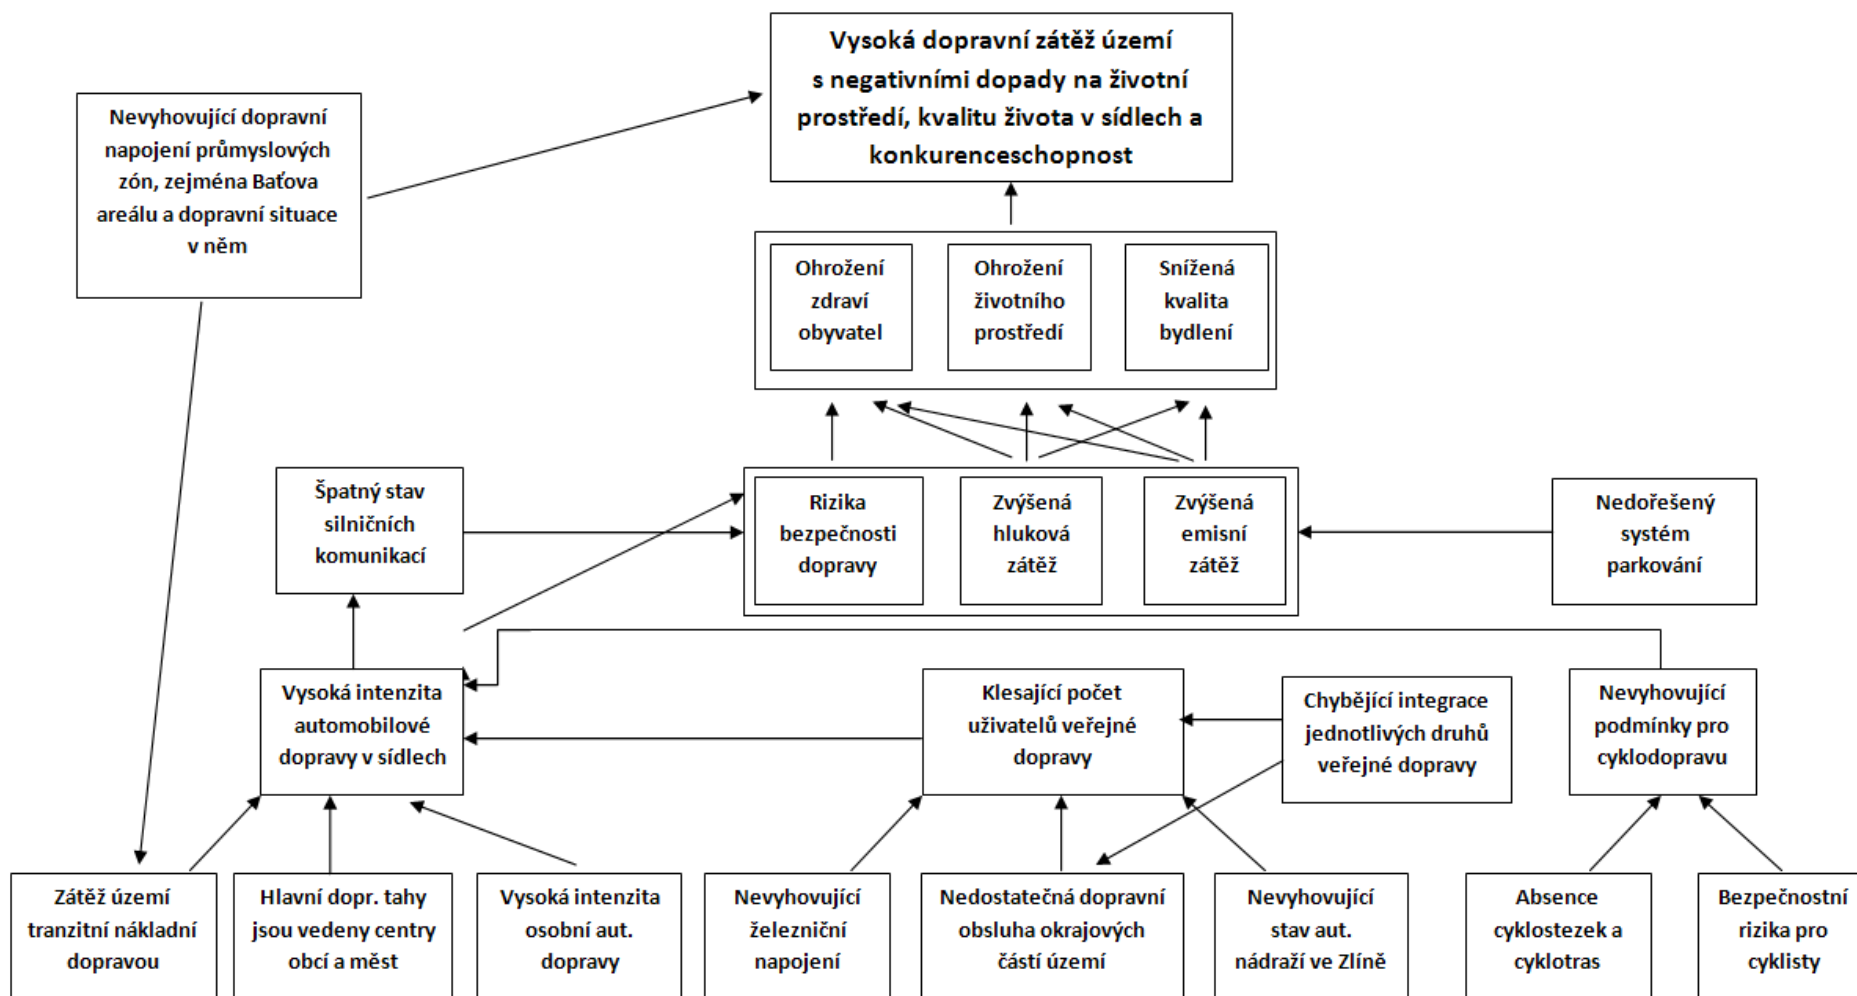 Vysoká dopravní zátěž území
s negativními dopady na životní
prostředí, kvalitu života v sídlech a
konkurenceschopnost
Nevyhovující dopravní
napojení průmyslových
zón, zejména Baťova
areálu a dopravní situace
v něm
Ohrožení
zdraví
obyvatel
Ohrožení
životního
prostředí
Snížená
kvalita
bydlení
Špatný stav
silničních
komunikací
Rizika
bezpečnosti
dopravy
Zvýšená
hluková
zátěž
Zvýšená
emisní
zátěž
Nedořešený
systém
parkování
Vysoká intenzita
automobilové
dopravy v sídlech
Klesající počet
uživatelů veřejné
dopravy
Chybějící integrace
jednotlivých druhů
veřejné dopravy
Nevyhovující
podmínky pro
cyklodopravu
Zátěž území
tranzitní nákladní
dopravou
Hlavní dopr. tahy
jsou vedeny centry
obcí a měst
Vysoká intenzita
osobní aut.
dopravy
Nevyhovující
železniční
napojení
Nedostatečná dopravní
obsluha okrajových
částí území
Nevyhovující
stav aut.
nádraží ve Zlíně
Absence
cyklostezek a
cyklotras
Bezpečnostní
rizika pro
cyklisty